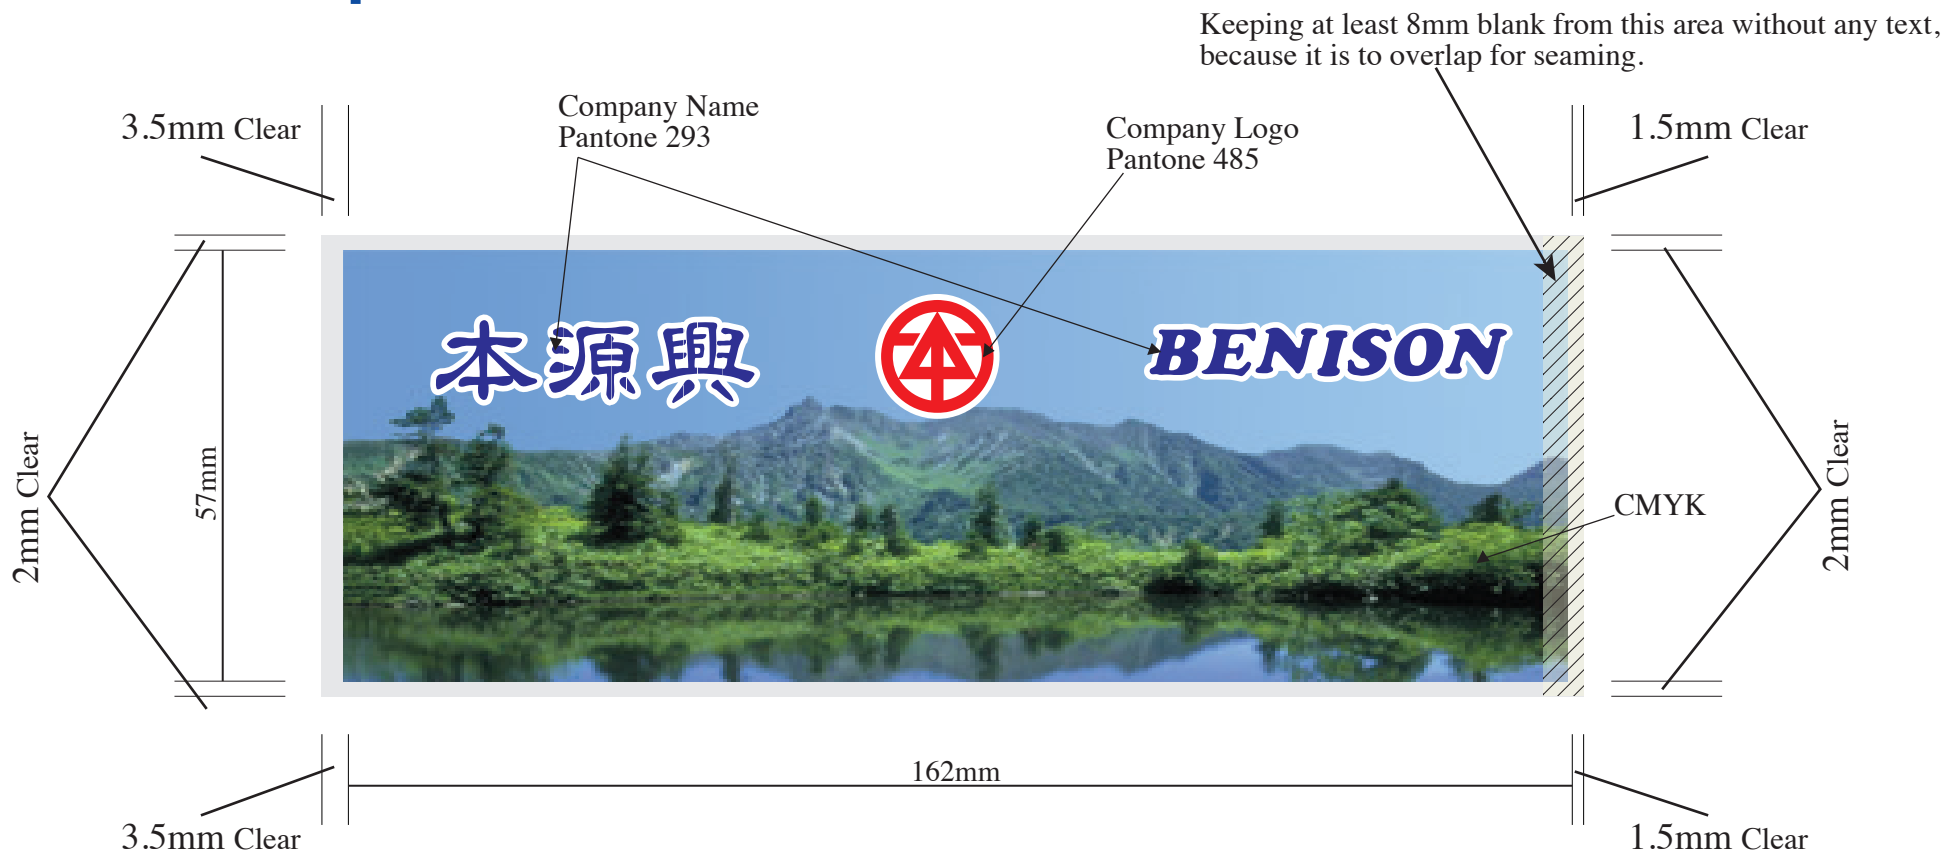 Keeping at least 8mm blank from this area without any text,
because it is to overlap for seaming.
Company Name
Pantone 293
Company Logo
Pantone 485
3.5mm Clear
1.5mm Clear
本源興
BENISON
2mm Clear
57mm
CMYK
2mm Clear
162mm
3.5mm Clear
1.5mm Clear